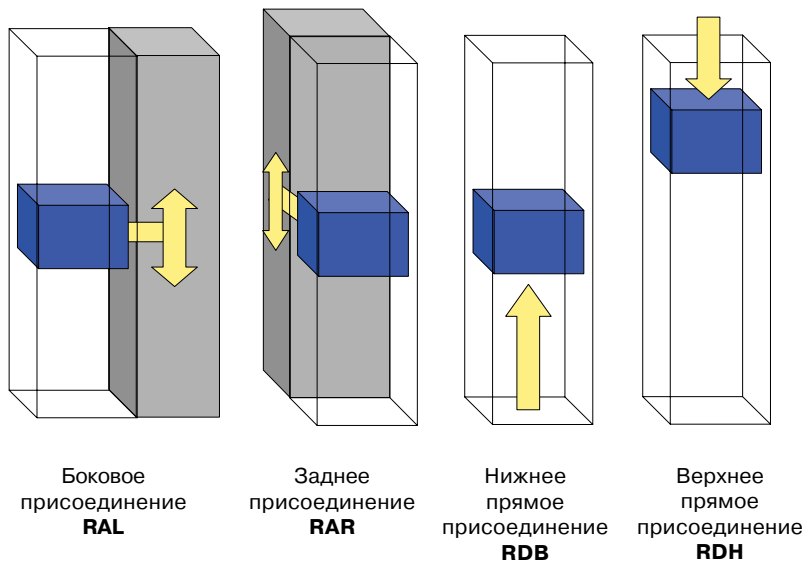 Боковое
присоединение
RAL
Заднее
присоединение
RAR
Нижнее
прямое
присоединение
RDB
Верхнее
прямое
присоединение
RDH